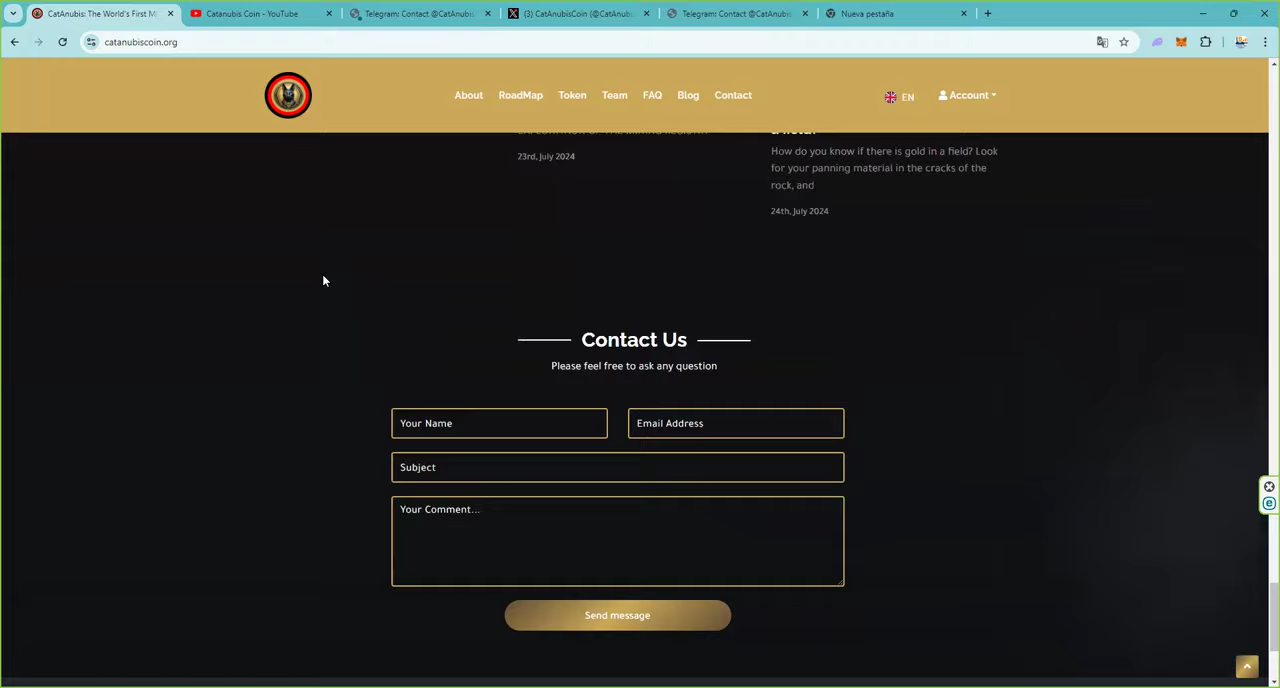 CatAnubis: The World's First M
Catanubis Coin - YouTube
Telegram: Contact @CatAnubis
(3) CatAnubisCoin (@CatAnubis
Telegram: Contact @CatAnubis
Nueva pestaña
catanubiscoin.org
About
RoadMap
Token
Team
FAQ
Blog
Contact
EN
Account
How do you know if there is gold in a field? Look
for your panning material in the cracks of the
rock, and
23rd, July 2024
24th, July 2024
Contact Us
Please feel free to ask any question
Your Name
Email Address
Subject
Your Comment...
Send message